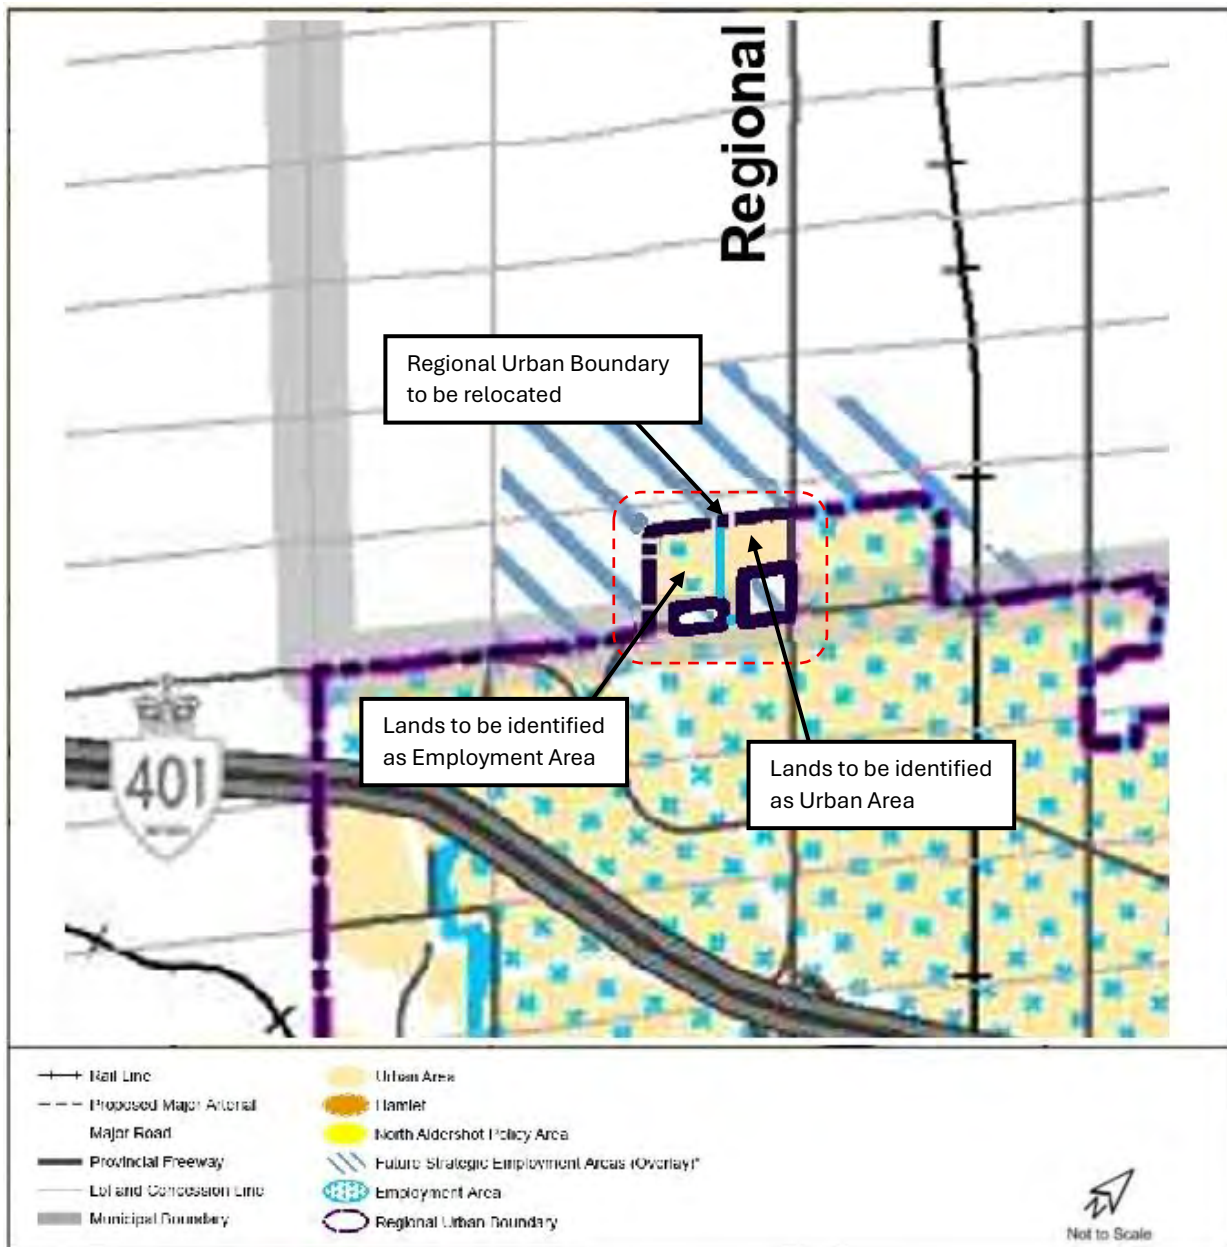 Regional
Regional Urban Boundary
to be relocated
Lands to be identified
as Employment Area
Lands to be identified
as Urban Area
401
Rail Line
Proposed Major Arterial
Major Road
Provincial Freeway
Lot and Concession Line
Municipal Boundary
Urban Area
Hamlet
North Aldershot Policy Area
Future Strategic Employment Areas (Overlay)*
Employment Area
Regional Urban Boundary
Not to Scale